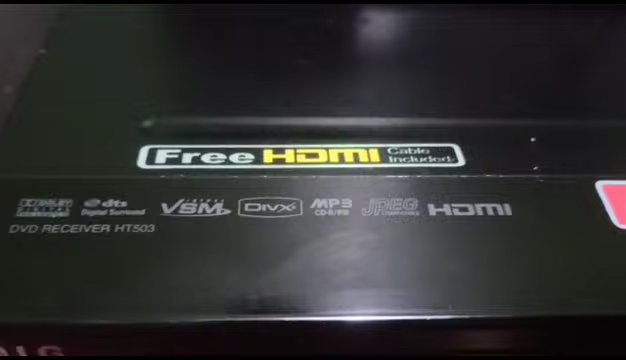 Free HDMI Cable Included
DOLBY DIGITAL dts Digital Surround VSM DIVX MP3 CD-R/RW JPEG HDMI
DVD RECEIVER HT503